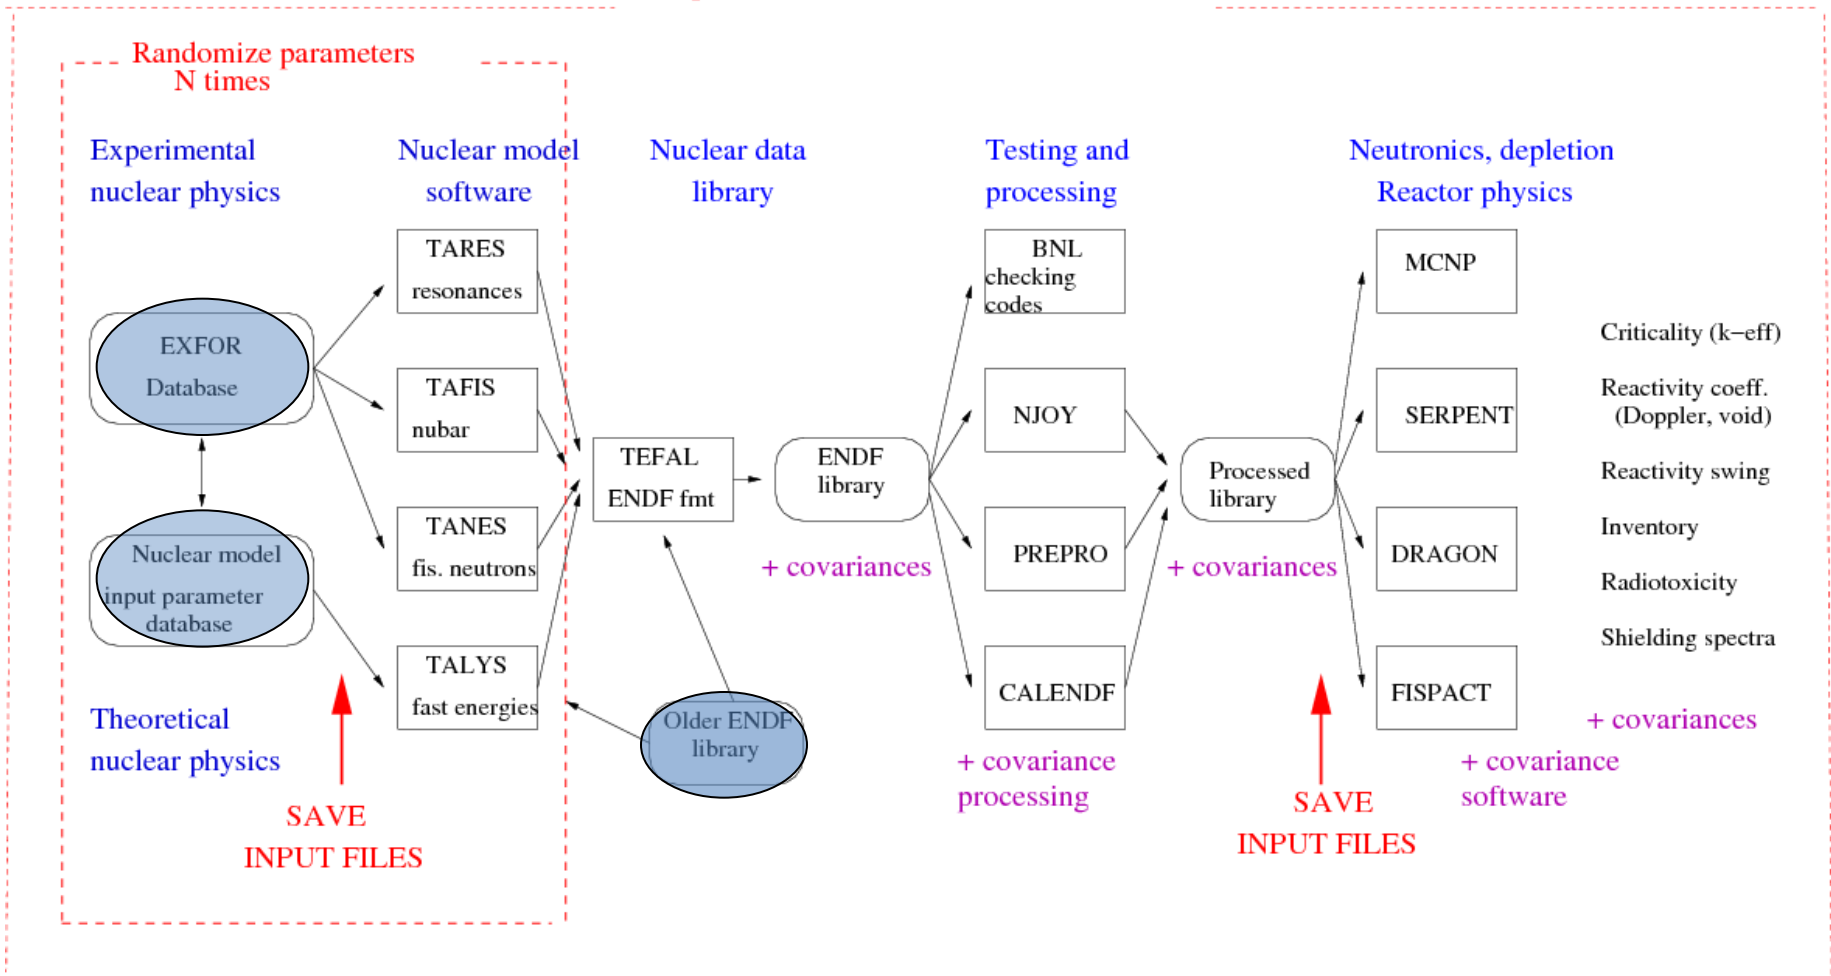 Randomize parameters
N times
Experimental
nuclear physics
Nuclear model
software
Nuclear data
library
Testing and
processing
Neutronics, depletion
Reactor physics
EXFOR
Database
Nuclear model
input parameter
database
Theoretical
nuclear physics
TARES
resonances
TAFIS
nubar
TANES
fis. neutrons
TALYS
fast energies
SAVE
INPUT FILES
TEFAL
ENDF fmt
Older ENDF
library
ENDF
library
+ covariances
BNL
checking
codes
NJOY
PREPRO
CALENDF
+ covariance
processing
Processed
library
+ covariances
SAVE
INPUT FILES
MCNP
SERPENT
DRAGON
FISPACT
+ covariance
software
Criticality (k−eff)
Reactivity coeff.
(Doppler, void)
Reactivity swing
Inventory
Radiotoxicity
Shielding spectra
+ covariances